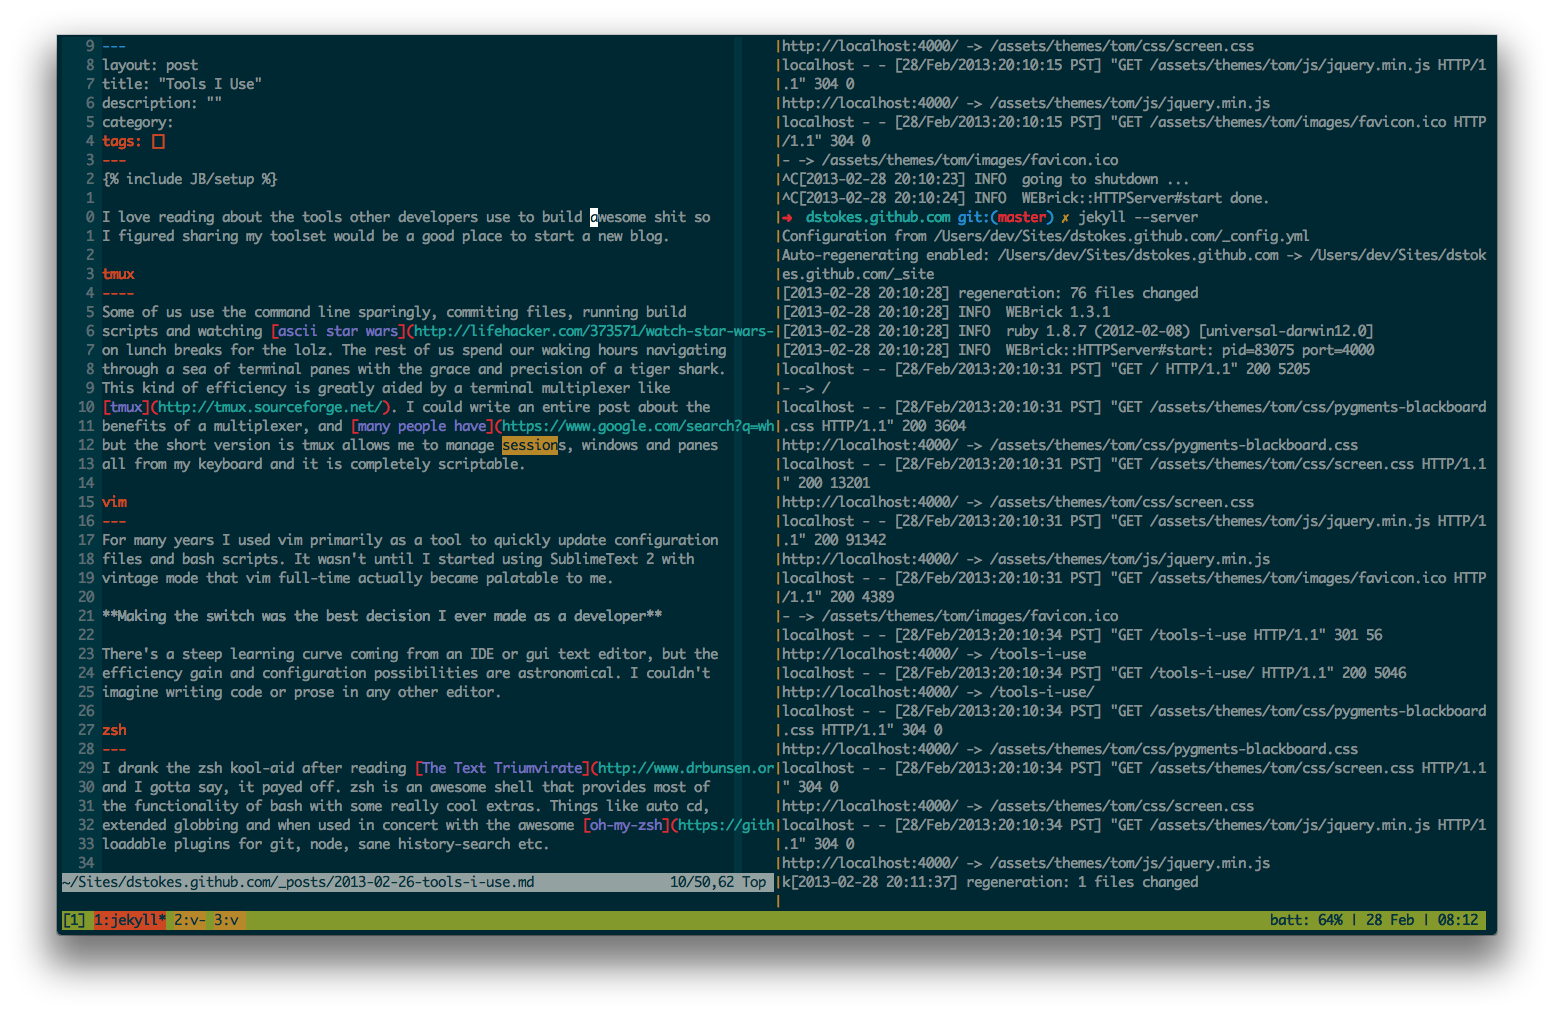 9 ---
8 layout: post
7 title: "Tools I Use"
6 description: ""
5 category:
4 tags: []
3 ---
2 {% include JB/setup %}
1
0 I love reading about the tools other developers use to build awesome shit so
1 I figured sharing my toolset would be a good place to start a new blog.
2
3 tmux
4 ----
5 Some of us use the command line sparingly, commiting files, running build
6 scripts and watching [ascii star wars](http://lifehacker.com/373571/watch-star-wars-
7 on lunch breaks for the lolz. The rest of us spend our waking hours navigating
8 through a sea of terminal panes with the grace and precision of a tiger shark.
9 This kind of efficiency is greatly aided by a terminal multiplexer like
10 [tmux](http://tmux.sourceforge.net/). I could write an entire post about the
11 benefits of a multiplexer, and [many people have](https://www.google.com/search?q=wh
12 but the short version is tmux allows me to manage sessions, windows and panes
13 all from my keyboard and it is completely scriptable.
14
15 vim
16 ---
17 For many years I used vim primarily as a tool to quickly update configuration
18 files and bash scripts. It wasn't until I started using SublimeText 2 with
19 vintage mode that vim full-time actually became palatable to me.
20
21 **Making the switch was the best decision I ever made as a developer**
22
23 There's a steep learning curve coming from an IDE or gui text editor, but the
24 efficiency gain and configuration possibilities are astronomical. I couldn't
25 imagine writing code or prose in any other editor.
26
27 zsh
28 ---
29 I drank the zsh kool-aid after reading [The Text Triumvirate](http://www.drbunsen.or
30 and I gotta say, it payed off. zsh is an awesome shell that provides most of
31 the functionality of bash with some really cool extras. Things like auto cd,
32 extended globbing and when used in concert with the awesome [oh-my-zsh](https://gith
33 loadable plugins for git, node, sane history-search etc.
34
~/Sites/dstokes.github.com/_posts/2013-02-26-tools-i-use.md 10/50,62 Top
http://localhost:4000/ -> /assets/themes/tom/css/screen.css
localhost - - [28/Feb/2013:20:10:15 PST] "GET /assets/themes/tom/js/jquery.min.js HTTP/1
.1" 304 0
http://localhost:4000/ -> /assets/themes/tom/js/jquery.min.js
localhost - - [28/Feb/2013:20:10:15 PST] "GET /assets/themes/tom/images/favicon.ico HTTP
/1.1" 304 0
- -> /assets/themes/tom/images/favicon.ico
^C[2013-02-28 20:10:23] INFO  going to shutdown ...
^C[2013-02-28 20:10:24] INFO  WEBrick::HTTPServer#start done.
➜  dstokes.github.com git:(master) ✗ jekyll --server
Configuration from /Users/dev/Sites/dstokes.github.com/_config.yml
Auto-regenerating enabled: /Users/dev/Sites/dstokes.github.com -> /Users/dev/Sites/dstok
es.github.com/_site
[2013-02-28 20:10:28] regeneration: 76 files changed
[2013-02-28 20:10:28] INFO  WEBrick 1.3.1
[2013-02-28 20:10:28] INFO  ruby 1.8.7 (2012-02-08) [universal-darwin12.0]
[2013-02-28 20:10:28] INFO  WEBrick::HTTPServer#start: pid=83075 port=4000
localhost - - [28/Feb/2013:20:10:31 PST] "GET / HTTP/1.1" 200 5205
- -> /
localhost - - [28/Feb/2013:20:10:31 PST] "GET /assets/themes/tom/css/pygments-blackboard
.css HTTP/1.1" 200 3604
http://localhost:4000/ -> /assets/themes/tom/css/pygments-blackboard.css
localhost - - [28/Feb/2013:20:10:31 PST] "GET /assets/themes/tom/css/screen.css HTTP/1.1
" 200 13201
http://localhost:4000/ -> /assets/themes/tom/css/screen.css
localhost - - [28/Feb/2013:20:10:31 PST] "GET /assets/themes/tom/js/jquery.min.js HTTP/1
.1" 200 91342
http://localhost:4000/ -> /assets/themes/tom/js/jquery.min.js
localhost - - [28/Feb/2013:20:10:31 PST] "GET /assets/themes/tom/images/favicon.ico HTTP
/1.1" 200 4389
- -> /assets/themes/tom/images/favicon.ico
localhost - - [28/Feb/2013:20:10:34 PST] "GET /tools-i-use HTTP/1.1" 301 56
http://localhost:4000/ -> /tools-i-use
localhost - - [28/Feb/2013:20:10:34 PST] "GET /tools-i-use/ HTTP/1.1" 200 5046
http://localhost:4000/ -> /tools-i-use/
localhost - - [28/Feb/2013:20:10:34 PST] "GET /assets/themes/tom/css/pygments-blackboard
.css HTTP/1.1" 304 0
http://localhost:4000/ -> /assets/themes/tom/css/pygments-blackboard.css
localhost - - [28/Feb/2013:20:10:34 PST] "GET /assets/themes/tom/css/screen.css HTTP/1.1
" 304 0
http://localhost:4000/ -> /assets/themes/tom/css/screen.css
localhost - - [28/Feb/2013:20:10:34 PST] "GET /assets/themes/tom/js/jquery.min.js HTTP/1
.1" 304 0
http://localhost:4000/ -> /assets/themes/tom/js/jquery.min.js
k[2013-02-28 20:11:37] regeneration: 1 files changed
[1] 1:jekyll* 2:v- 3:v batt: 64% | 28 Feb | 08:12